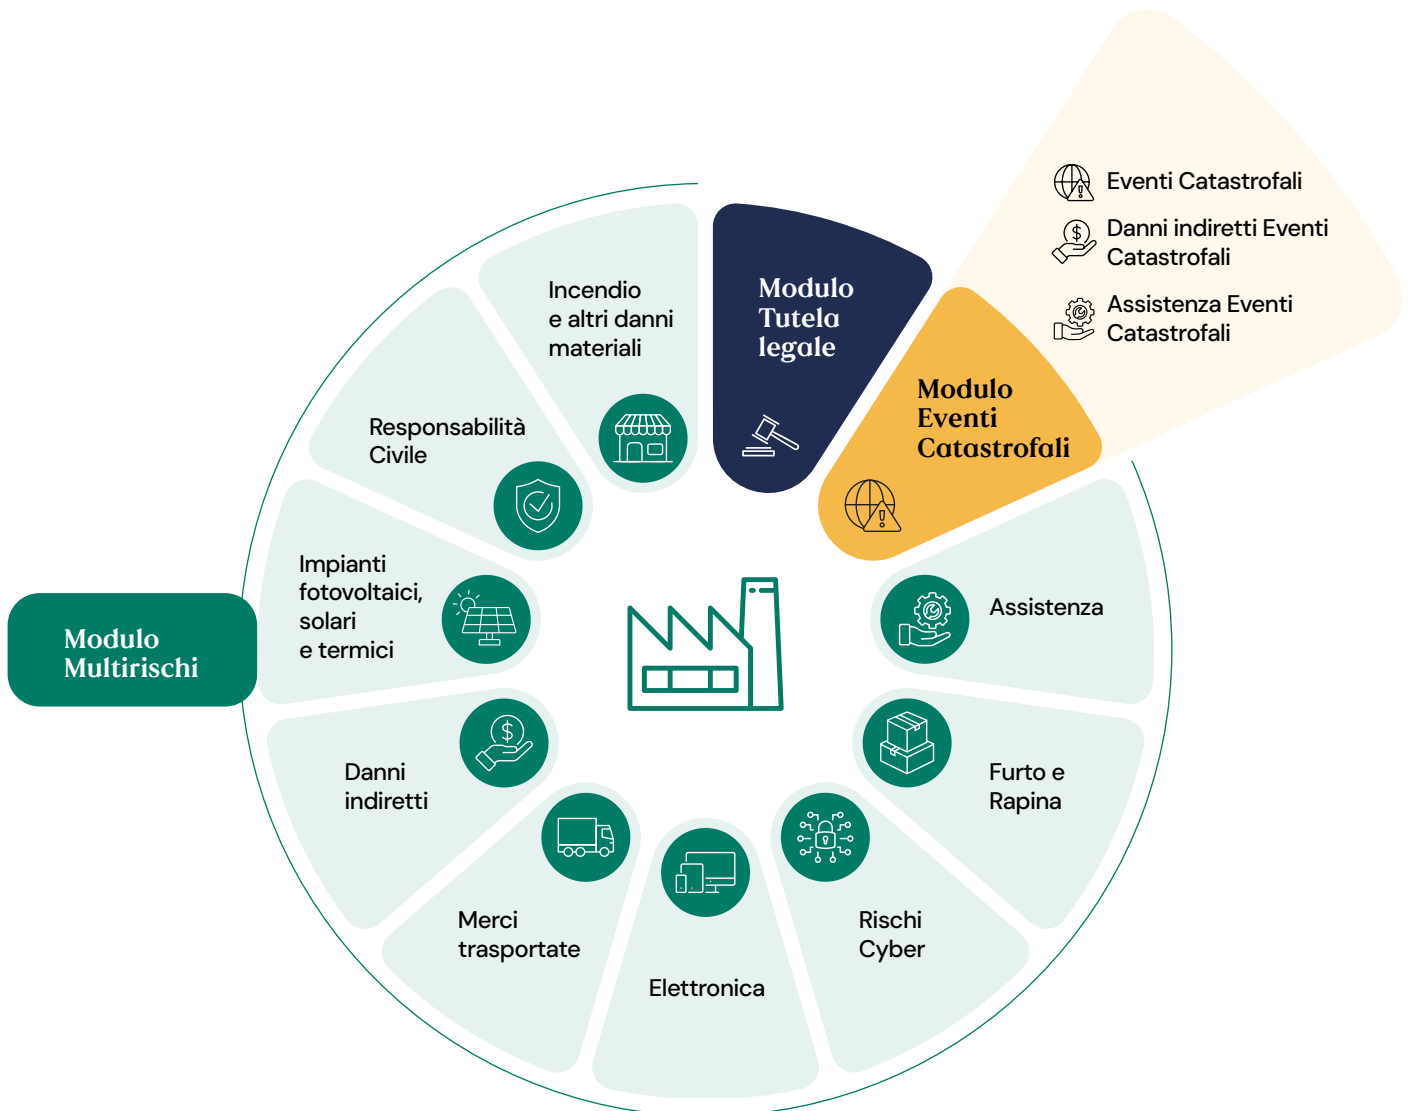 Eventi Catastrofali
Danni indiretti Eventi
Catastrofali
Assistenza Eventi
Catastrofali
Modulo
Tutela
legale
Modulo
Eventi
Catastrofali
Incendio
e altri danni
materiali
Responsabilità
Civile
Impianti
fotovoltaici,
solari
e termici
Modulo
Multirischi
Danni
indiretti
Merci
trasportate
Elettronica
Rischi
Cyber
Furto e
Rapina
Assistenza